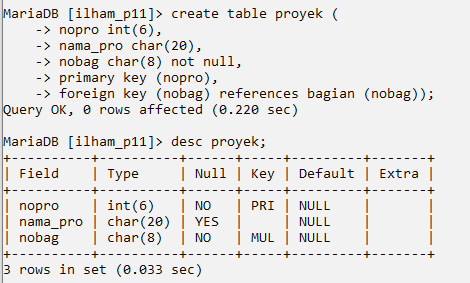 MariaDB [ilham_p11]> create table proyek (
    -> nopro int(6),
    -> nama_pro char(20),
    -> nobag char(8) not null,
    -> primary key (nopro),
    -> foreign key (nobag) references bagian (nobag));
Query OK, 0 rows affected (0.220 sec)

MariaDB [ilham_p11]> desc proyek;
+----------+----------+------+-----+---------+-------+
| Field    | Type     | Null | Key | Default | Extra |
+----------+----------+------+-----+---------+-------+
| nopro    | int(6)   | NO   | PRI | NULL    |       |
| nama_pro | char(20) | YES  |     | NULL    |       |
| nobag    | char(8)  | NO   | MUL | NULL    |       |
+----------+----------+------+-----+---------+-------+
3 rows in set (0.033 sec)